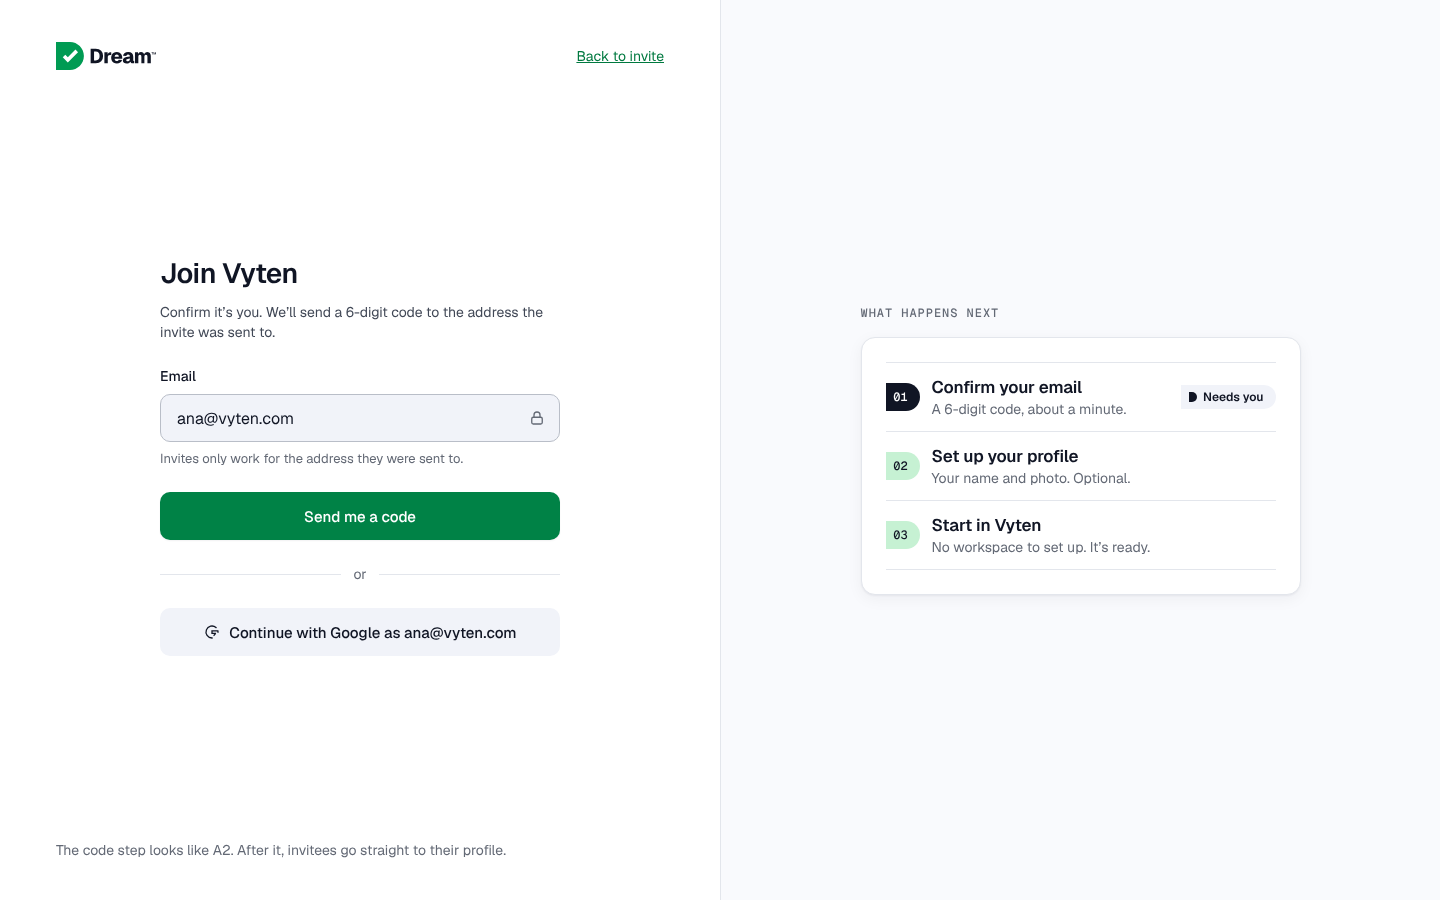 Dream™
Back to invite
Join Vyten
Confirm it’s you. We’ll send a 6-digit code to the address the
invite was sent to.
Email
ana@vyten.com
Invites only work for the address they were sent to.
Send me a code
or
Continue with Google as ana@vyten.com
The code step looks like A2. After it, invitees go straight to their profile.
WHAT HAPPENS NEXT
01
Confirm your email
A 6-digit code, about a minute.
Needs you
02
Set up your profile
Your name and photo. Optional.
03
Start in Vyten
No workspace to set up. It’s ready.